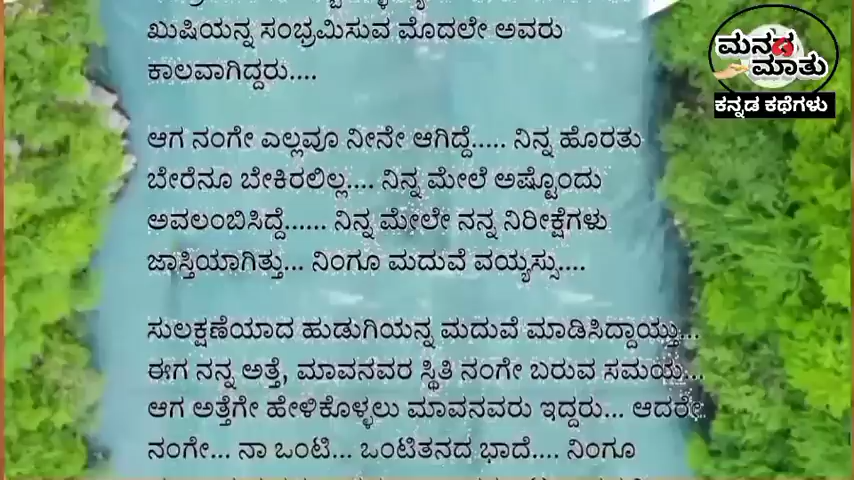 ಖುಷಿಯನ್ನ ಸಂಭ್ರಮಿಸುವ ಮೊದಲೇ ಅವರು
ಕಾಲವಾಗಿದ್ದರು....
ಆಗ ನಂಗೇ ಎಲ್ಲವೂ ನೀನೇ ಆಗಿದ್ದೆ..... ನಿನ್ನ ಹೊರತು
ಬೇರೆನೂ ಬೇಕಿರಲಿಲ್ಲ.... ನಿನ್ನ ಮೇಲೆ ಅಷ್ಟೊಂದು
ಅವಲಂಬಿಸಿದ್ದೆ...... ನಿನ್ನ ಮೇಲೇ ನನ್ನ ನಿರೀಕ್ಷೆಗಳು
ಜಾಸ್ತಿಯಾಗಿತ್ತು... ನಿಂಗೂ ಮದುವೆ ವಯ್ಯಸ್ಸು....
ಸುಲಕ್ಷಣೆಯಾದ ಹುಡುಗಿಯನ್ನ ಮದುವೆ ಮಾಡಿಸಿದ್ದಾಯ್ತು...
ಈಗ ನನ್ನ ಅತ್ತೆ, ಮಾವನವರ ಸ್ಥಿತಿ ನಂಗೇ ಬರುವ ಸಮಯ...
ಆಗ ಅತ್ತೆಗೇ ಹೇಳಿಕೊಳ್ಳಲು ಮಾವನವರು ಇದ್ದರು... ಆದರೇ
ನಂಗೇ... ನಾ ಒಂಟಿ... ಒಂಟಿತನದ ಭಾದೆ.... ನಿಂಗೂ
ಮನದ
ಮಾತು
ಕನ್ನಡ ಕಥೆಗಳು